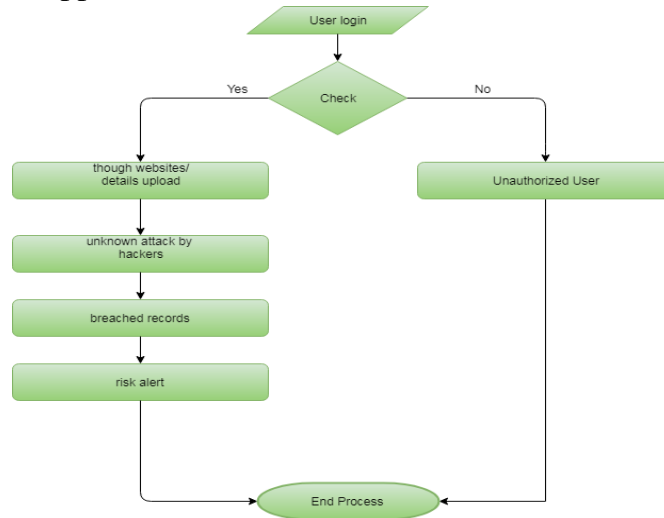 User login
Yes
Check
No
though websites/
details upload
Unauthorized User
unknown attack by
hackers
breached records
risk alert
End Process